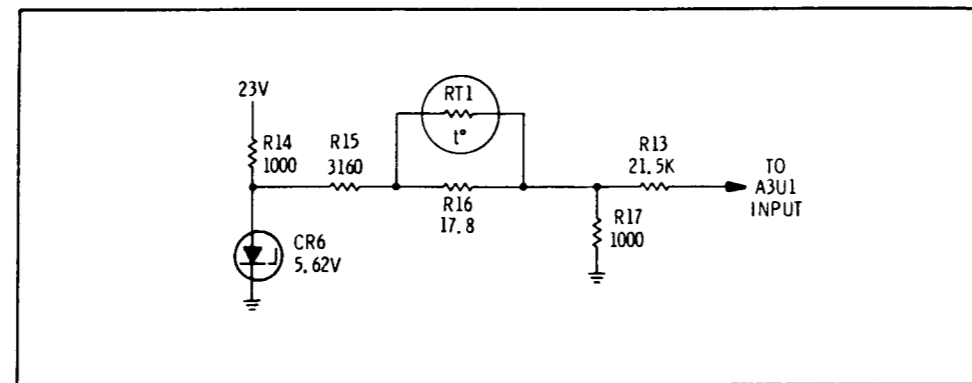 23V
R14
1000
R15
3160
RT1
t°
R16
17.8
R13
21.5K
TO
A3U1
INPUT
R17
1000
CR6
5.62V